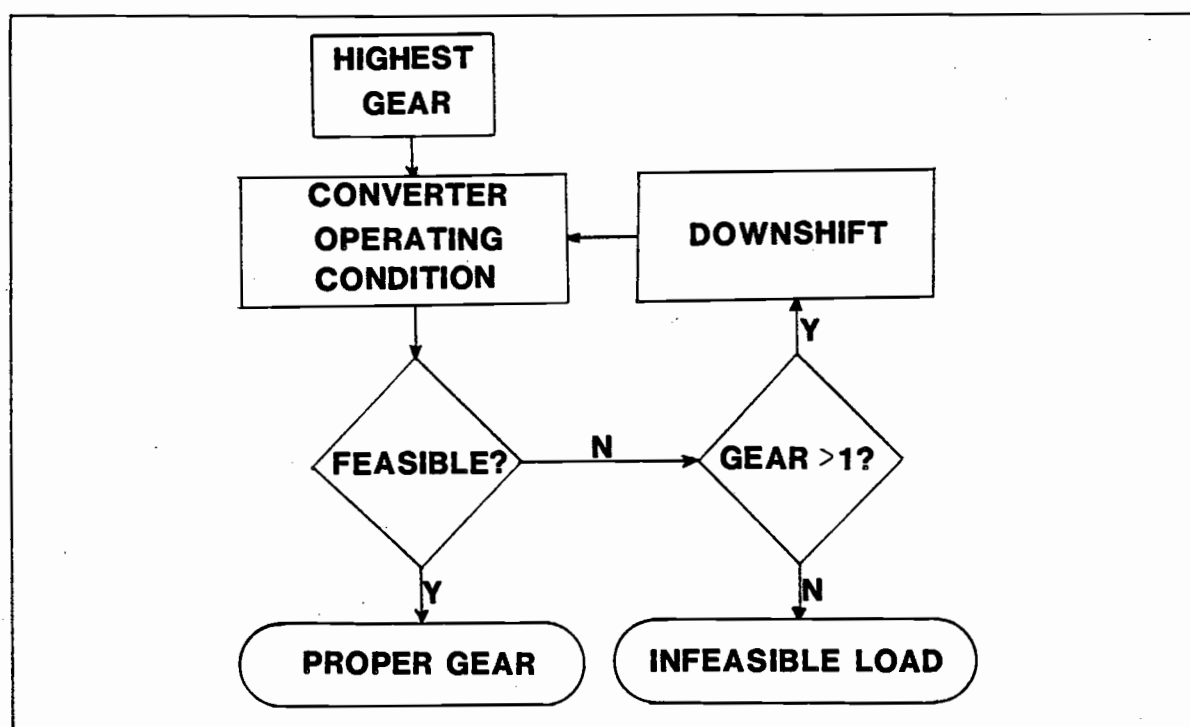 HIGHEST
GEAR
CONVERTER
OPERATING
CONDITION
DOWNSHIFT
Y
FEASIBLE?
N
GEAR >1?
Y
N
PROPER GEAR
INFEASIBLE LOAD